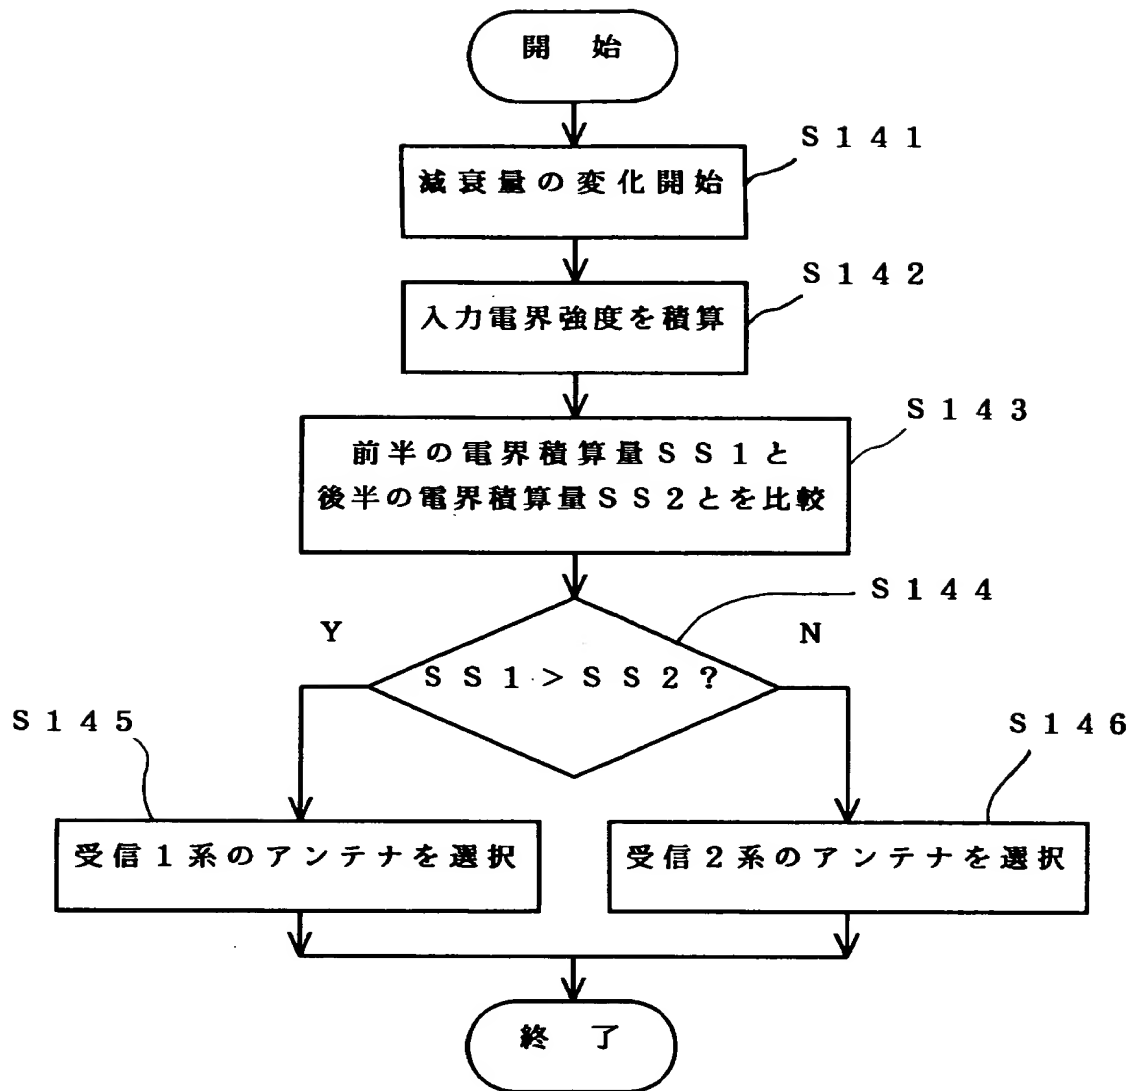 開　始
S141
減衰量の変化開始
S142
入力電界強度を積算
S143
前半の電界積算量SS1と
後半の電界積算量SS2とを比較
S144
Y
N
SS1>SS2?
S145
S146
受信1系のアンテナを選択
受信2系のアンテナを選択
終　了